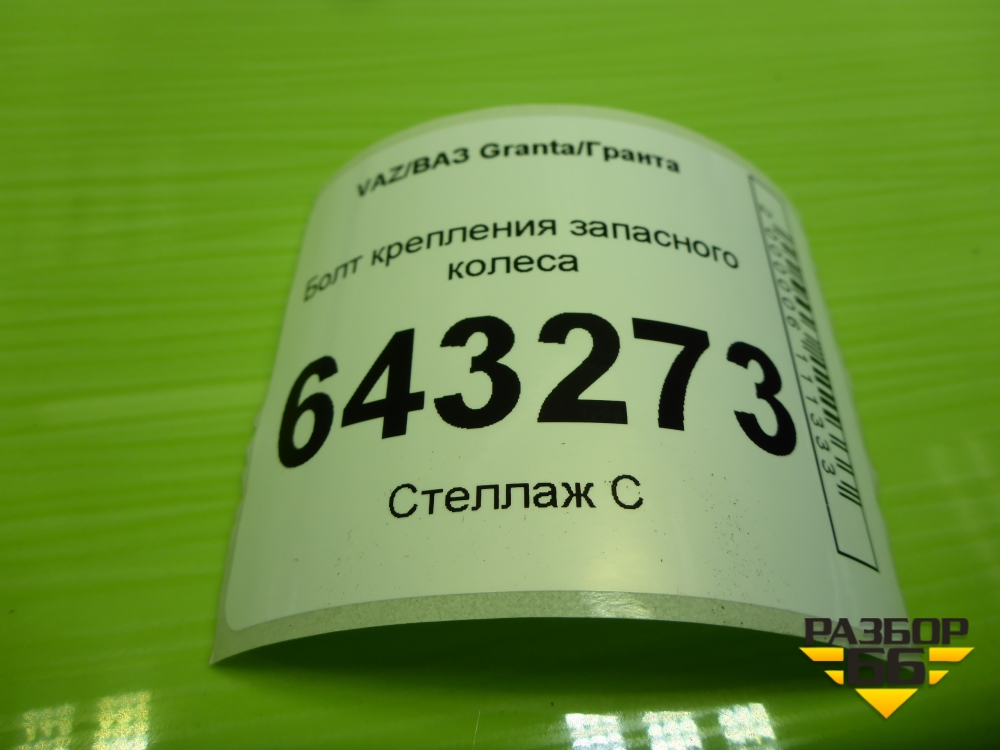 VAZ/ВАЗ Granta/Гранта
Болт крепления запасного
колеса
643273
Стеллаж С
РАЗБОР
66